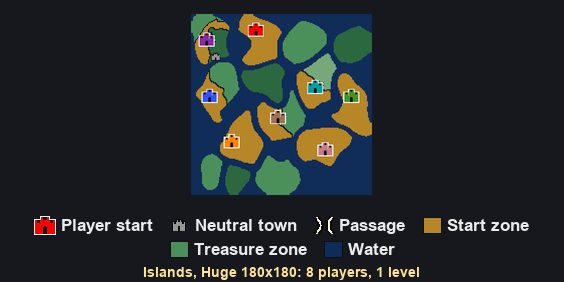 Player start Neutral town Passage Start zone
Treasure zone Water
Islands, Huge 180x180: 8 players, 1 level